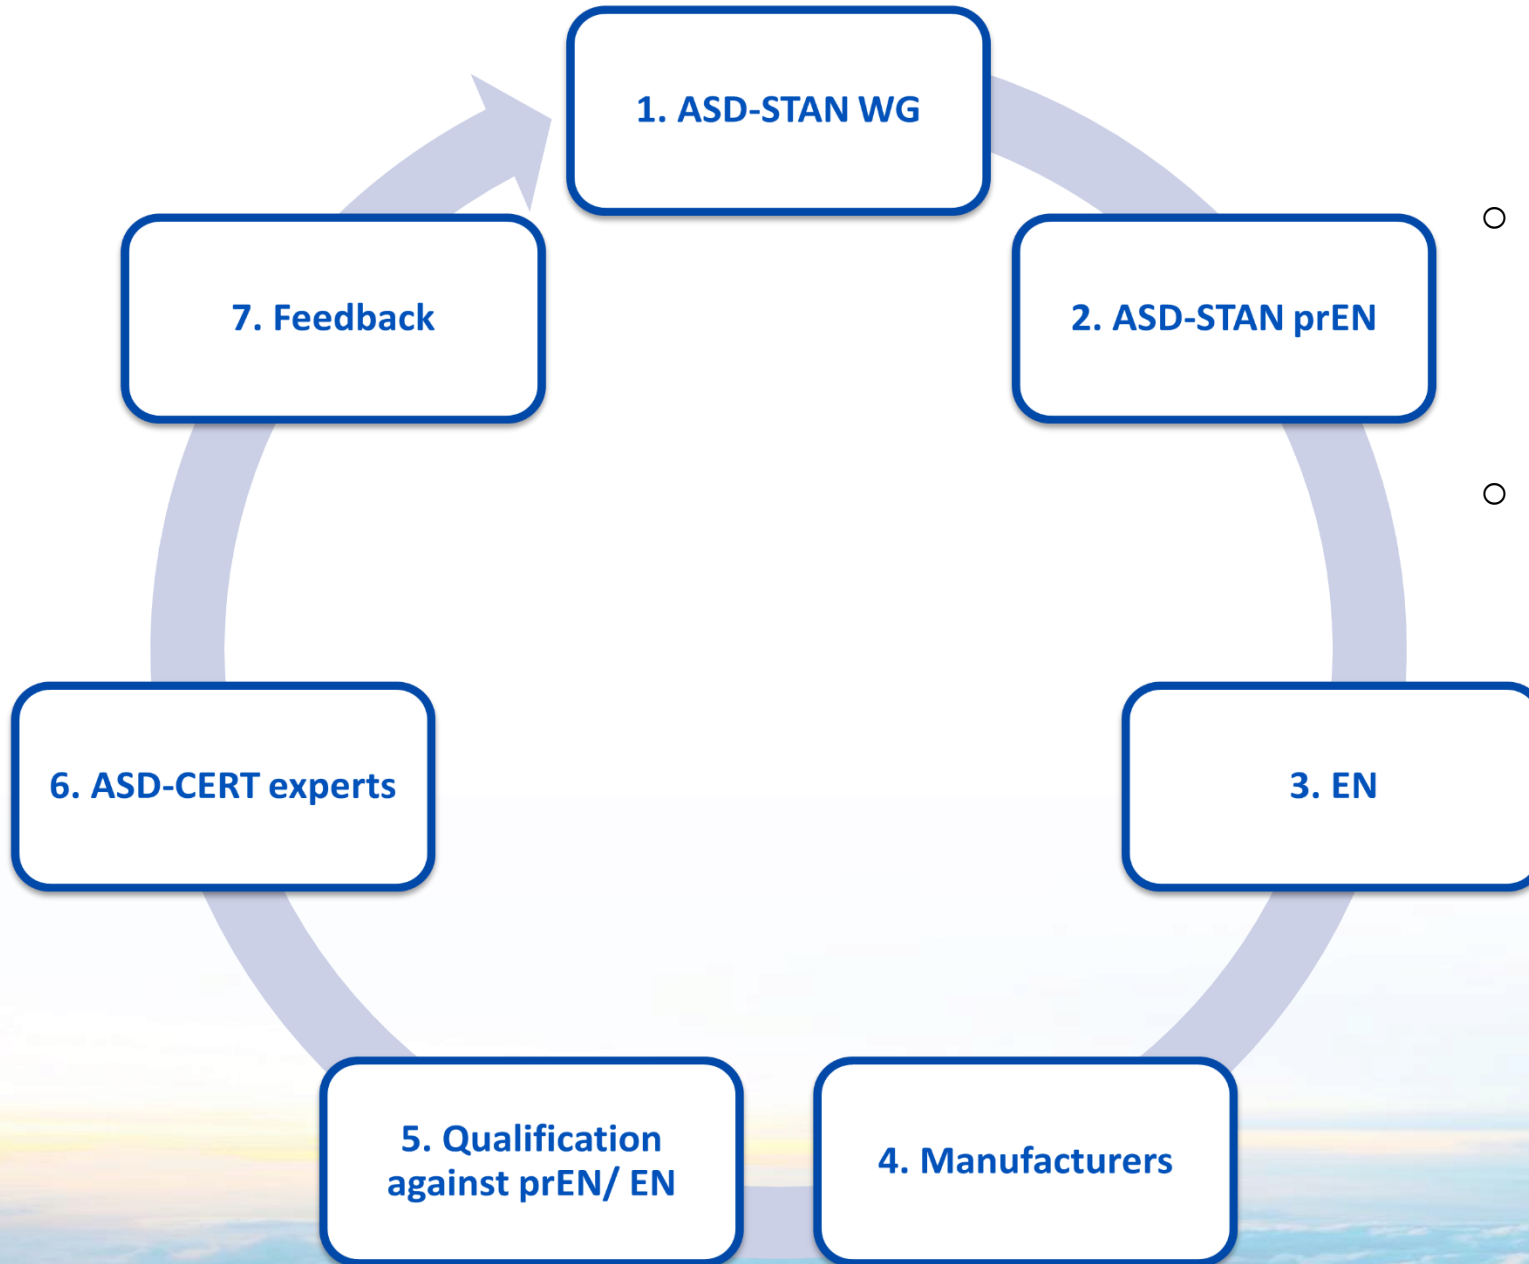 1. ASD-STAN WG
2. ASD-STAN prEN
3. EN
4. Manufacturers
5. Qualification
against prEN/ EN
6. ASD-CERT experts
7. Feedback